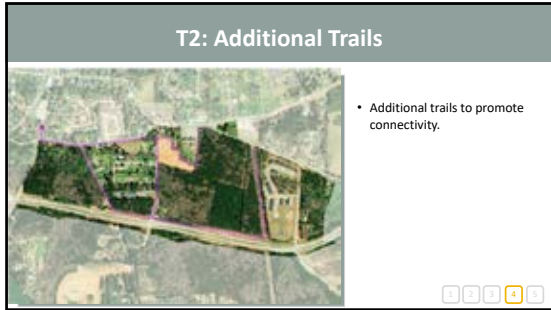 T2: Additional Trails
• Additional trails to promote
connectivity.
1 2 3 4 5